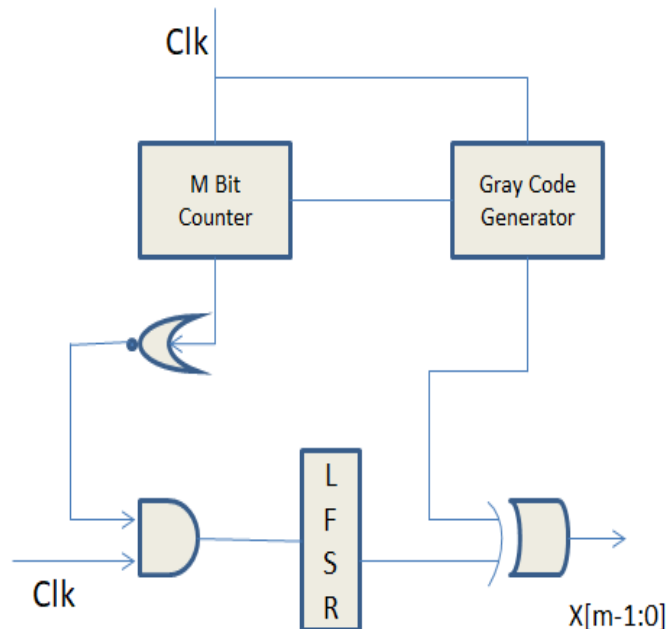 Clk
M Bit
Counter
Gray Code
Generator
L
F
S
R
Clk
X[m-1:0]